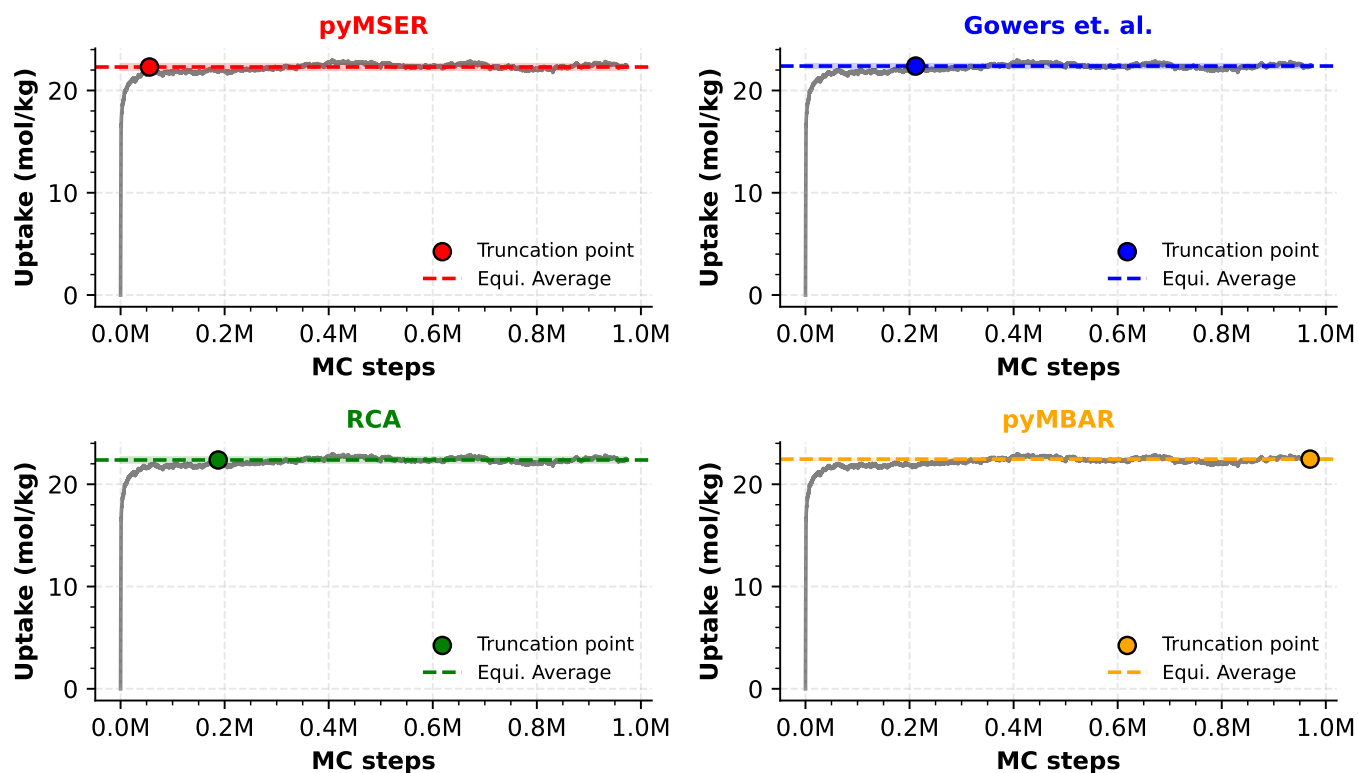 pyMSER
Uptake (mol/kg)
20
10
0
Truncation point
Equi. Average
0.0M 0.2M 0.4M 0.6M 0.8M 1.0M
MC steps
Gowers et. al.
Uptake (mol/kg)
20
10
0
Truncation point
Equi. Average
0.0M 0.2M 0.4M 0.6M 0.8M 1.0M
MC steps
RCA
Uptake (mol/kg)
20
10
0
Truncation point
Equi. Average
0.0M 0.2M 0.4M 0.6M 0.8M 1.0M
MC steps
pyMBAR
Uptake (mol/kg)
20
10
0
Truncation point
Equi. Average
0.0M 0.2M 0.4M 0.6M 0.8M 1.0M
MC steps